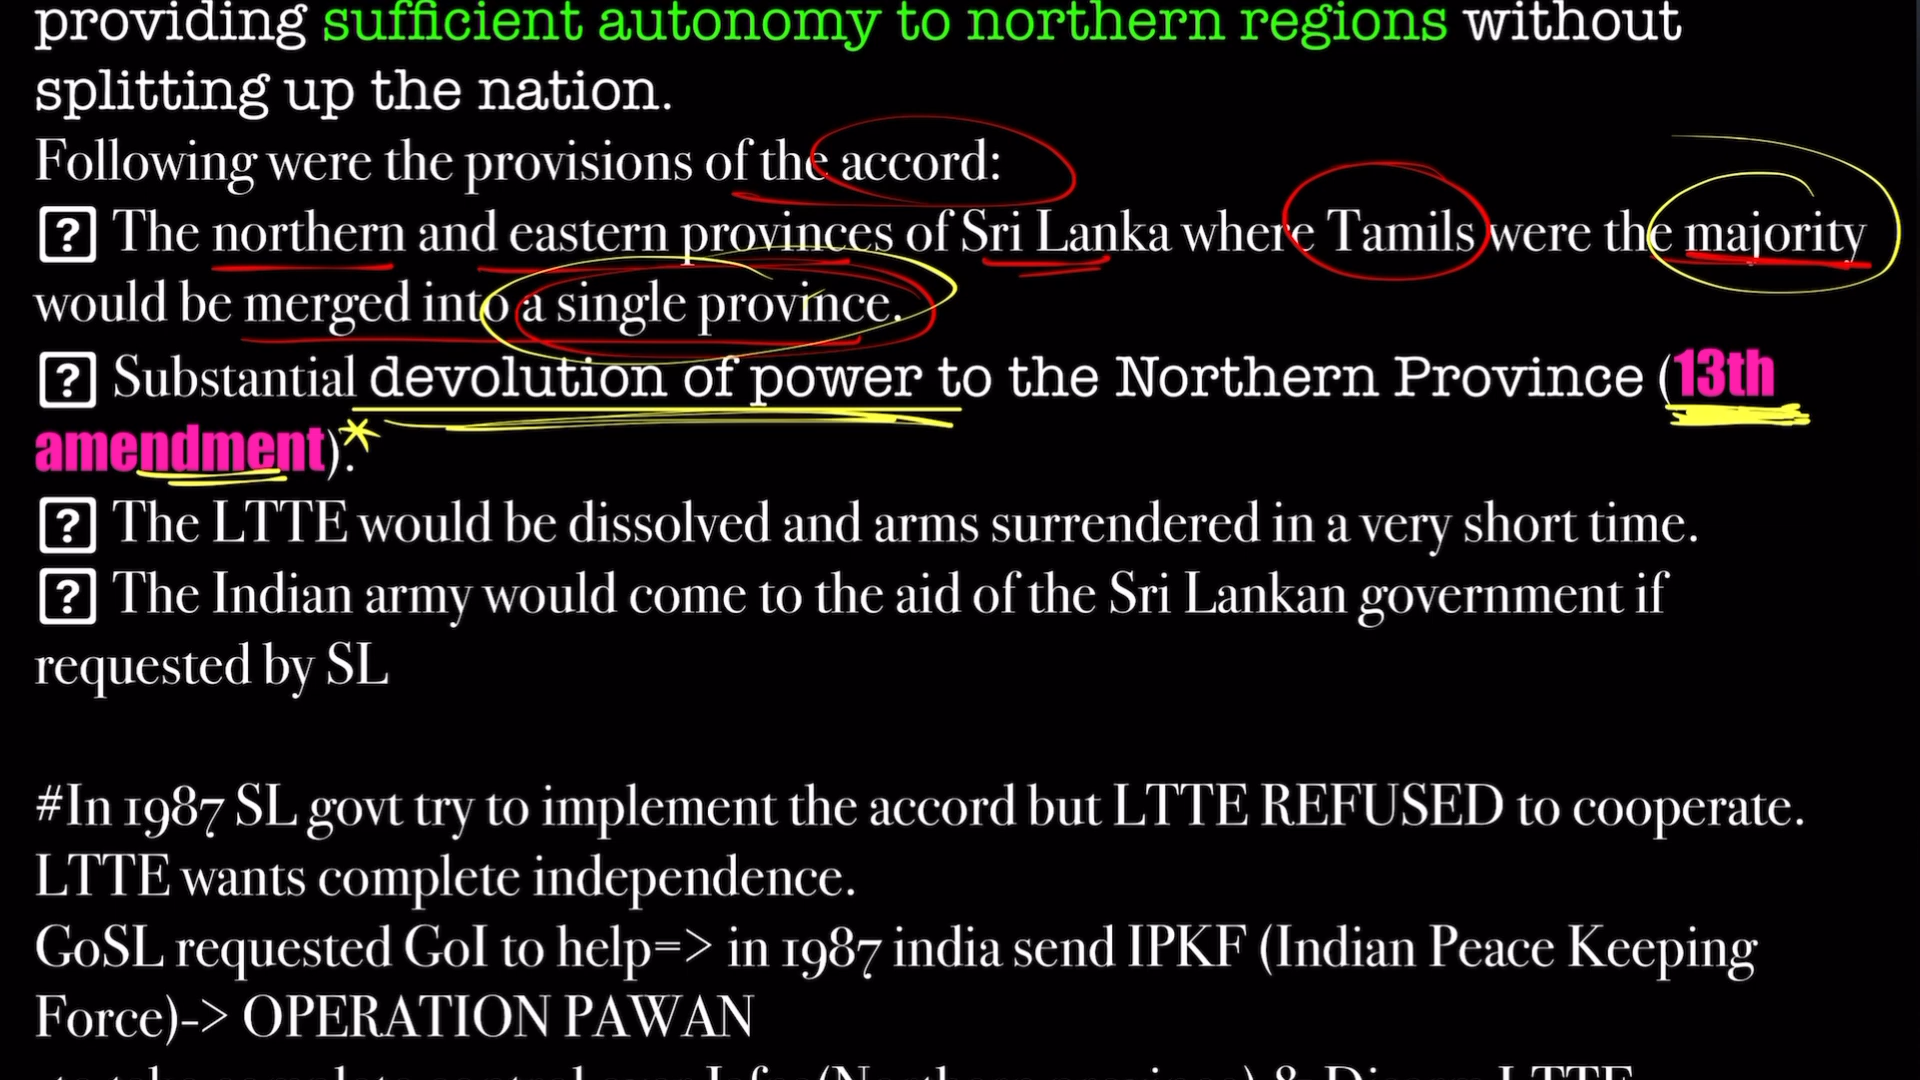 providing sufficient autonomy to northern regions without
splitting up the nation.
Following were the provisions of the accord:
? The northern and eastern provinces of Sri Lanka where Tamils were the majority
would be merged into a single province.
? Substantial devolution of power to the Northern Province (13th
amendment).*
? The LTTE would be dissolved and arms surrendered in a very short time.
? The Indian army would come to the aid of the Sri Lankan government if
requested by SL
#In 1987 SL govt try to implement the accord but LTTE REFUSED to cooperate.
LTTE wants complete independence.
GoSL requested GoI to help=> in 1987 india send IPKF (Indian Peace Keeping
Force)-> OPERATION PAWAN